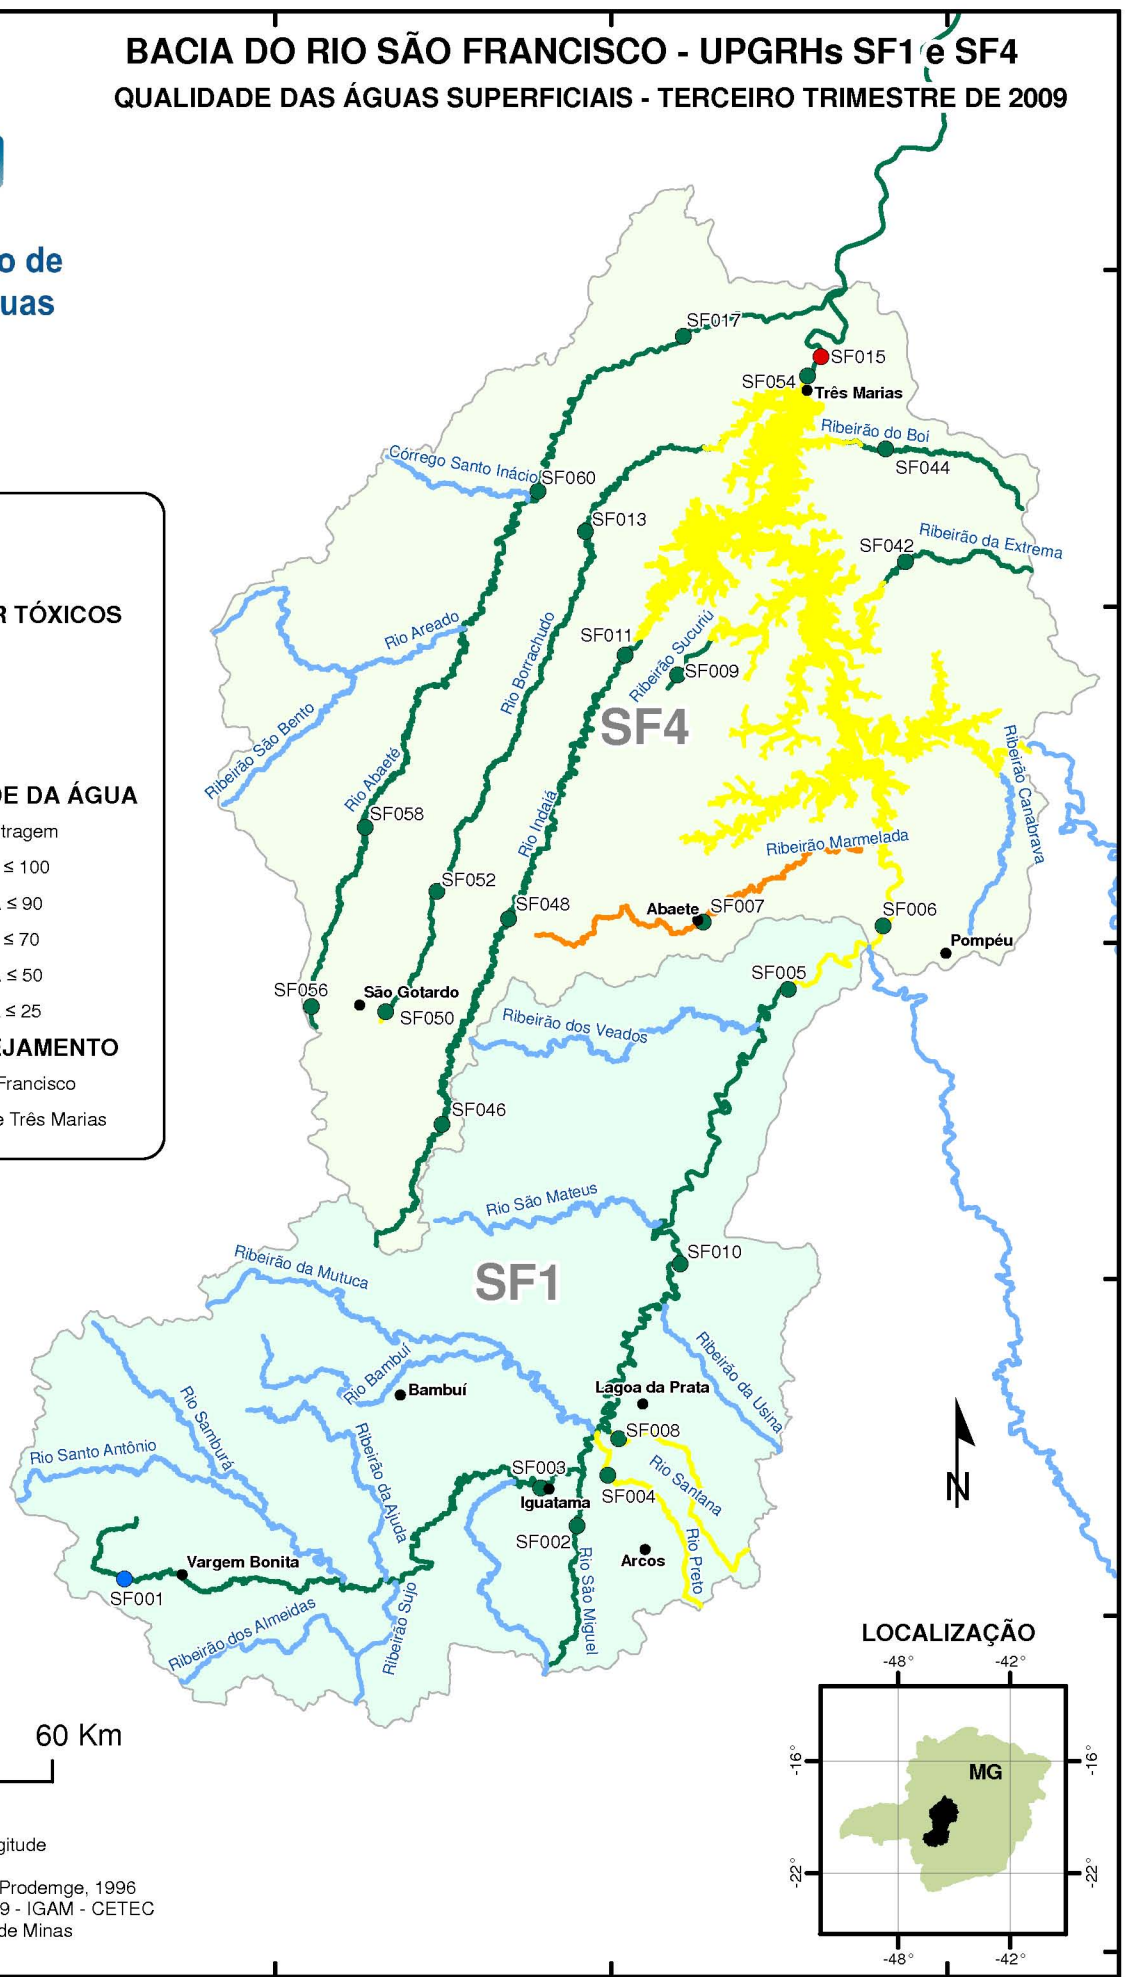 BACIA DO RIO SÃO FRANCISCO - UPGRHs SF1 e SF4
QUALIDADE DAS ÁGUAS SUPERFICIAIS - TERCEIRO TRIMESTRE DE 2009
o de
uas
SF017
SF015
SF054
Três Marias
Ribeirão do Boi
SF044
Córrego Santo Inácio
SF060
SF013
SF042
Ribeirão da Extrema
R TÓXICOS
Rio Areado
Rio Borrachudo
SF011
Ribeirão Sucuriú
SF009
SF4
Ribeirão São Bento
Rio Abaeté
Ribeirão Canabrava
E DA ÁGUA
tragem
≤ 100
≤ 90
≤ 70
≤ 50
≤ 25
EJAMENTO
Francisco
e Três Marias
SF058
Rio Indaiá
Ribeirão Marmelada
SF052
SF048
Abaete
SF007
SF006
Pompéu
SF005
SF056
São Gotardo
SF050
Ribeirão dos Veados
SF046
Rio São Mateus
SF010
Ribeirão da Mutuca
SF1
Rio Bambuí
Bambuí
Ribeirão da Usina
Lagoa da Prata
Rio Samburá
SF008
Rio Santo Antônio
Ribeirão da Ajuda
SF003
Rio Santana
Iguatama
SF004
SF002
Arcos
Rio Preto
Vargem Bonita
SF001
Rio São Miguel
Ribeirão dos Almeidas
Ribeirão Sujo
N
60 Km
LOCALIZAÇÃO
-48°
-42°
-16°
-16°
MG
-22°
-22°
-48°
-42°
gitude
Prodemge, 1996
9 - IGAM - CETEC
de Minas